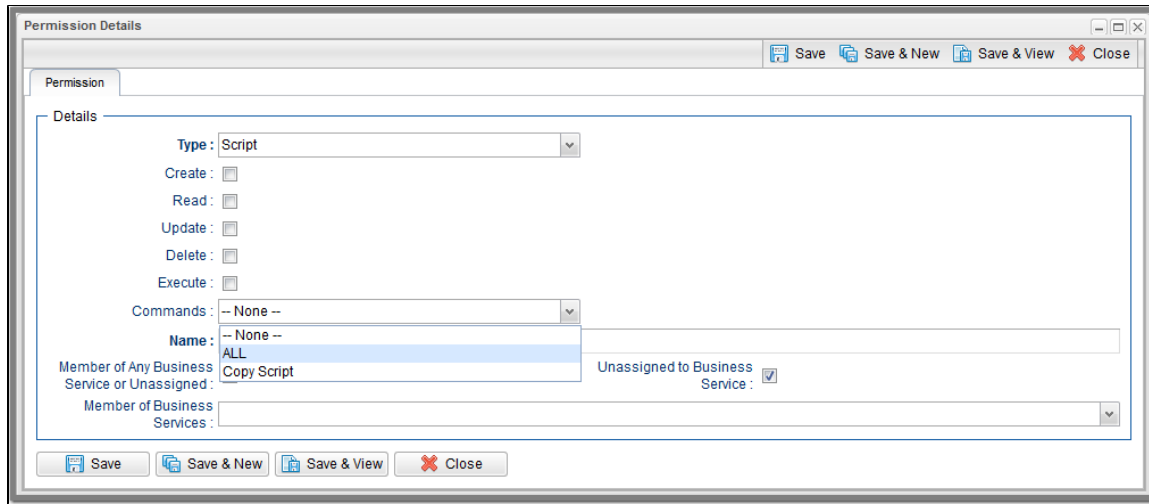 Permission Details
Save Save & New Save & View Close
Permission
Details
Type : Script
Create :
Read :
Update :
Delete :
Execute :
Commands : -- None --
Name :
-- None --
ALL
Copy Script
Member of Any Business
Service or Unassigned :
Unassigned to Business
Service :
Member of Business
Services :
Save Save & New Save & View Close